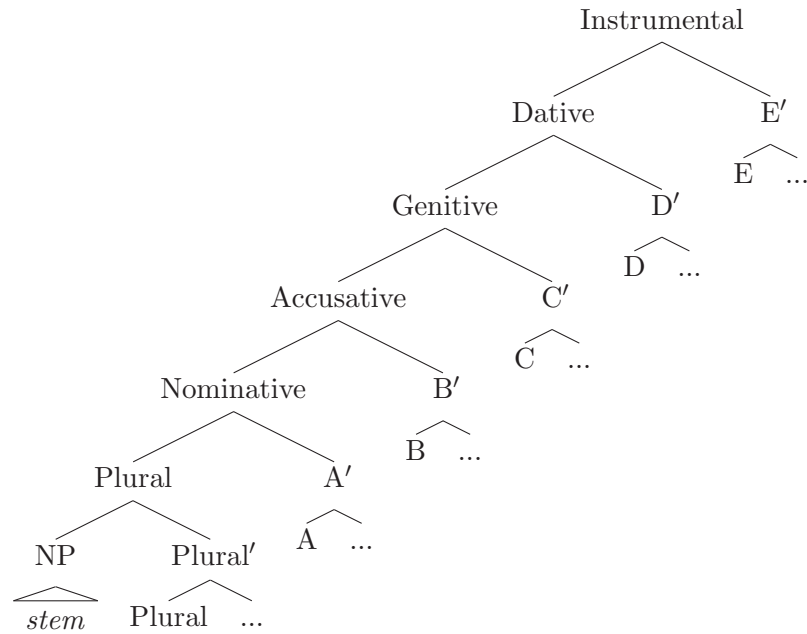 Instrumental
Dative E′
Genitive D′ E ...
Accusative C′ D ...
Nominative B′ C ...
Plural A′ B ...
NP Plural′ A ...
stem Plural ...